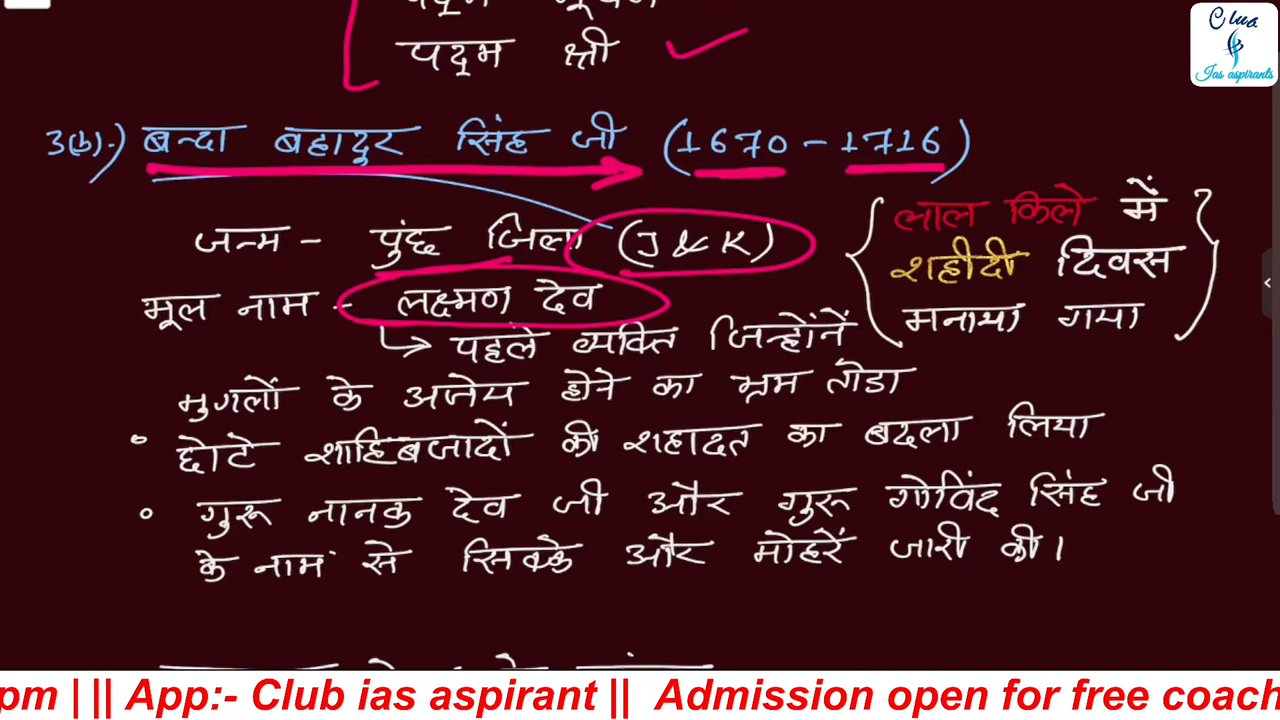 पद्म श्री
Club
Ias aspirants
3(b).) बन्दा बहादुर सिंह जी (1670 - 1716)
जन्म - पुंछ जिला (J & K)
मूल नाम - लक्ष्मण देव
→ पहले व्यक्ति जिन्होंनें
मुगलों के अजेय होने का भ्रम तोडा
• छोटे शाहिबजादों की शहादत का बदला लिया
• गुरू नानक देव जी और गुरू गोविंद सिंह जी
के नाम से सिक्के और मोहरें जारी की।
{ लाल किले में
शहीदी दिवस
मनाया गया }
pm | || App:- Club ias aspirant || Admission open for free coach